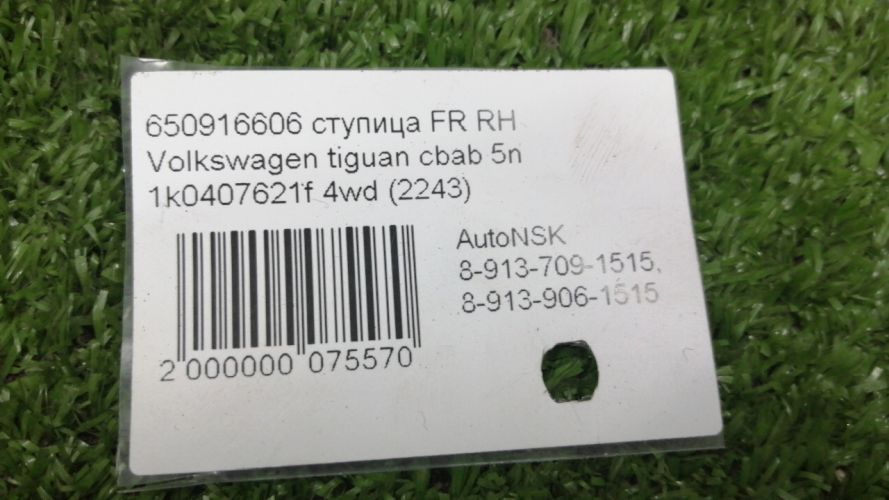 650916606 ступица FR RH
Volkswagen tiguan cbab 5n
1k0407621f 4wd (2243)
AutoNSK
8-913-709-1515,
8-913-906-1515
2 000000 075570